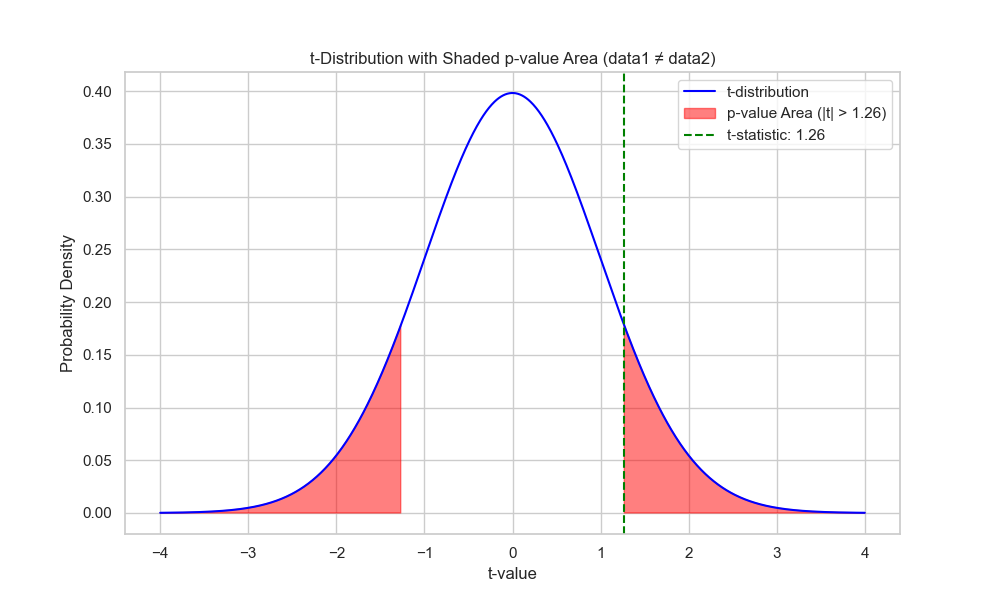 t-Distribution with Shaded p-value Area (data1 ≠ data2)
t-distribution
p-value Area (|t| > 1.26)
t-statistic: 1.26
Probability Density
0.40
0.35
0.30
0.25
0.20
0.15
0.10
0.05
0.00
−4 −3 −2 −1 0 1 2 3 4
t-value